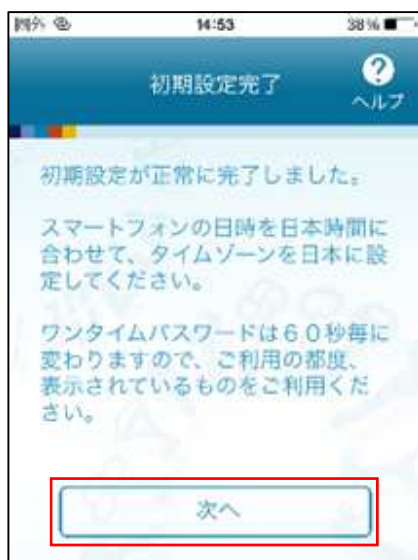 圏外 14:53 38%
初期設定完了
ヘルプ
初期設定が正常に完了しました。
スマートフォンの日時を日本時間に
合わせて、タイムゾーンを日本に設
定してください。
ワンタイムパスワードは60秒毎に
変わりますので、ご利用の都度、
表示されているものをご利用くだ
さい。
次へ